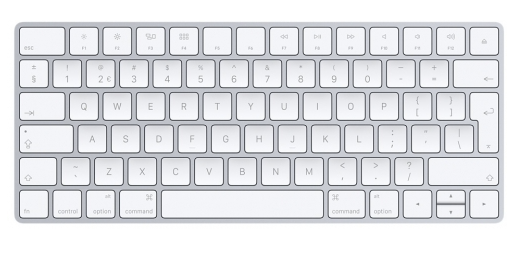 esc F1 F2 F3 F4 F5 F6 F7 F8 F9 F10 F11 F12
± § ! 1 @ 2 € # 3 $ 4 % 5 ^ 6 & 7 * 8 ( 9 ) 0 _ - + =
Q W E R T Y U I O P { [ } ]
A S D F G H J K L : ; " ' | \
~ ` Z X C V B N M < , > . ? /
fn control option command command option